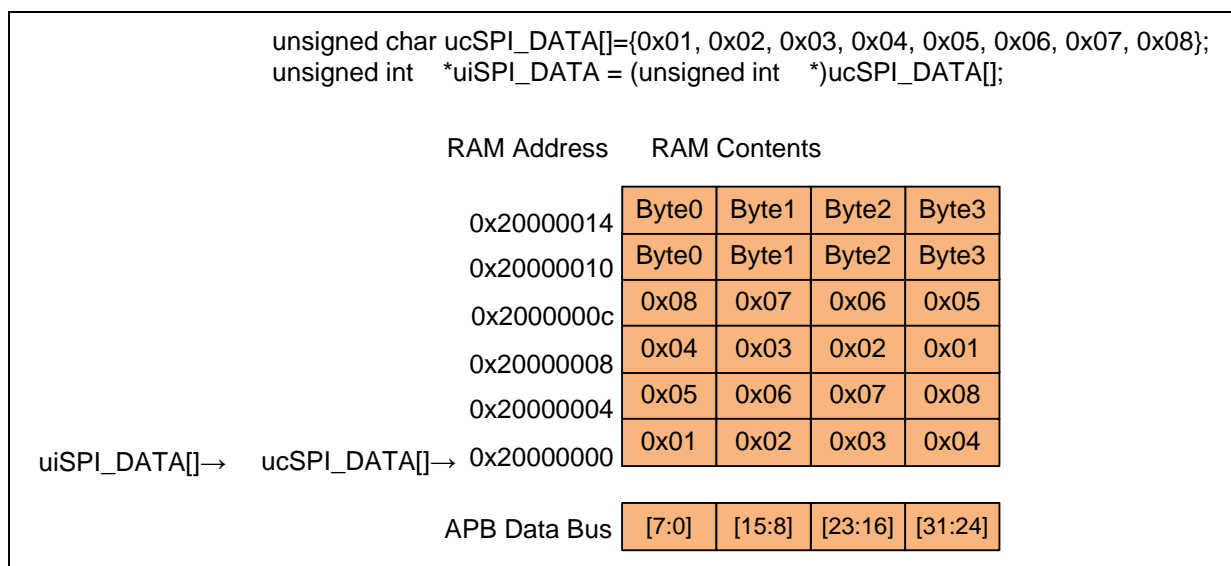 unsigned char ucSPI_DATA[]={0x01, 0x02, 0x03, 0x04, 0x05, 0x06, 0x07, 0x08};
unsigned int *uiSPI_DATA = (unsigned int *)ucSPI_DATA[];
RAM Address RAM Contents
0x20000014 Byte0 Byte1 Byte2 Byte3
0x20000010 Byte0 Byte1 Byte2 Byte3
0x2000000c 0x08 0x07 0x06 0x05
0x20000008 0x04 0x03 0x02 0x01
0x20000004 0x05 0x06 0x07 0x08
uiSPI_DATA[]→ ucSPI_DATA[]→ 0x20000000 0x01 0x02 0x03 0x04
APB Data Bus [7:0] [15:8] [23:16] [31:24]